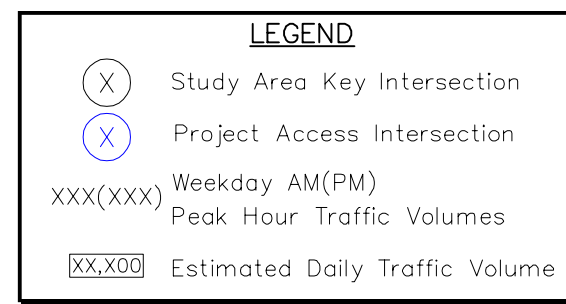 LEGEND
X Study Area Key Intersection
X Project Access Intersection
XXX(XXX) Weekday AM(PM)
Peak Hour Traffic Volumes
XX,X00 Estimated Daily Traffic Volume